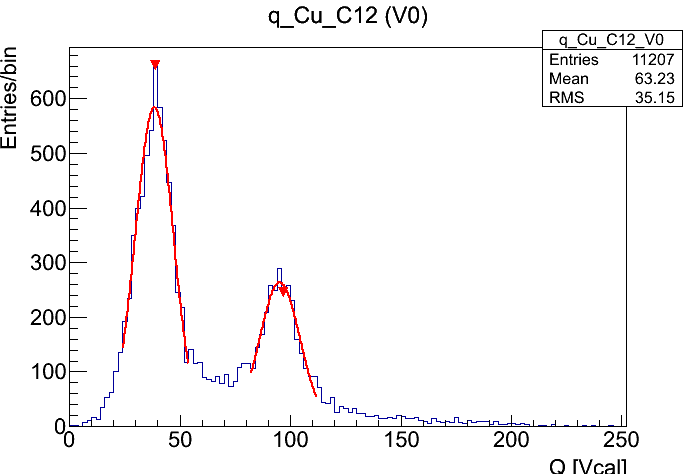 q_Cu_C12 (V0)
q_Cu_C12_V0
Entries 11207
Mean 63.23
RMS 35.15
Entries/bin
600
500
400
300
200
100
0
0 50 100 150 200 250
Q [Vcal]